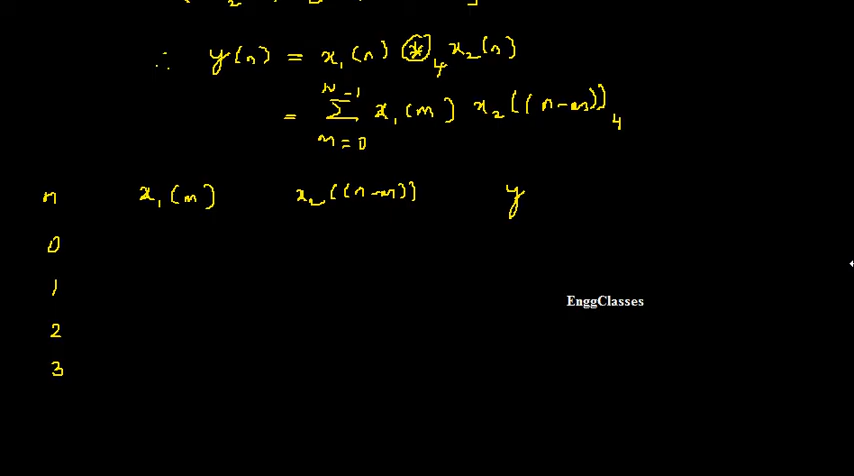 ∴ y(n) = x₁(n) ⊛₄ x₂(n)
N-1
= Σ x₁(m) x₂((n-m))₄
m=0
n x₁(m) x₂((n-m)) y
0
1
EnggClasses
2
3